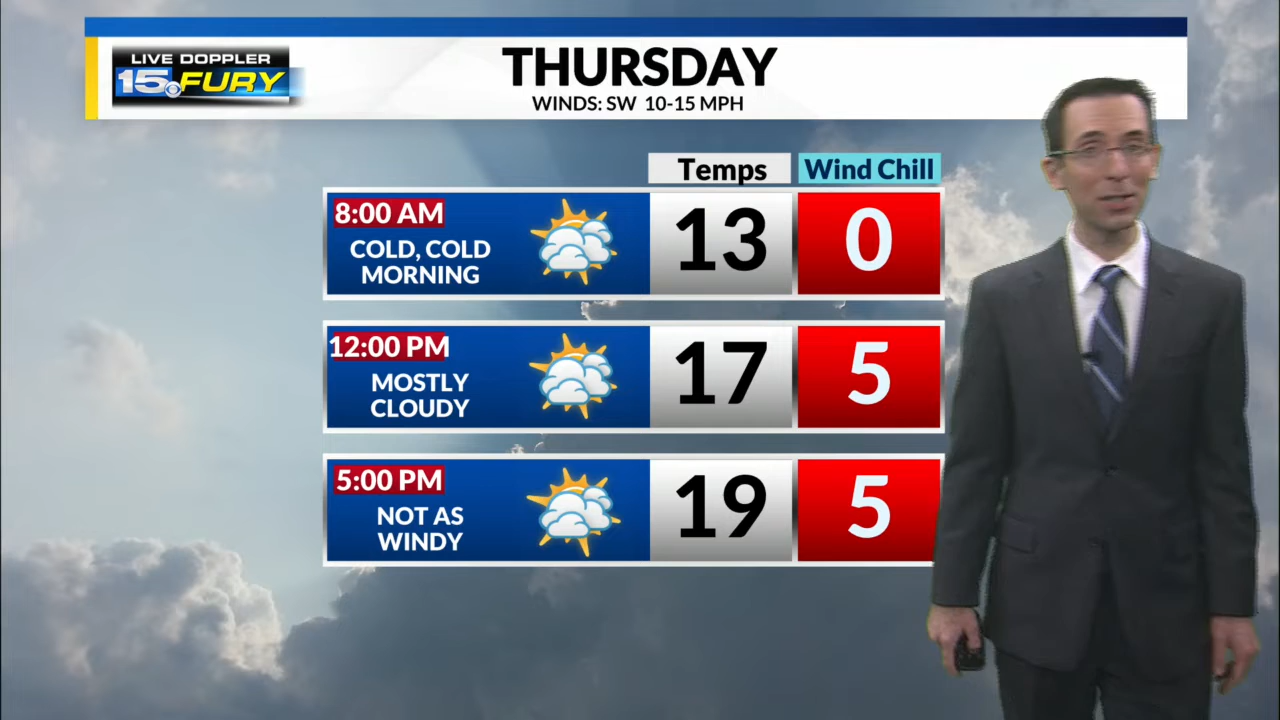 LIVE DOPPLER
15 FURY
THURSDAY
WINDS: SW 10-15 MPH
Temps
Wind Chill
8:00 AM
COLD, COLD
MORNING
13
0
12:00 PM
MOSTLY
CLOUDY
17
5
5:00 PM
NOT AS
WINDY
19
5